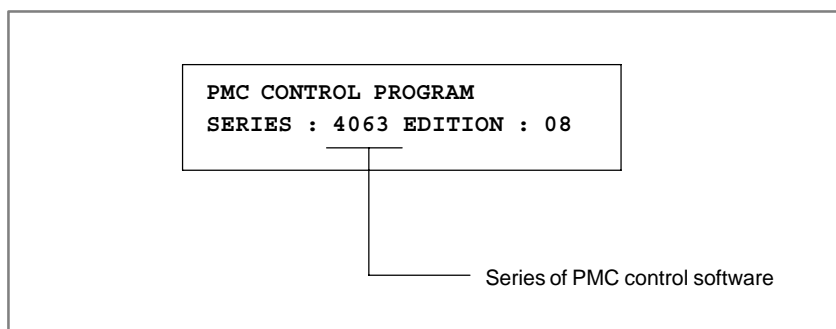 PMC CONTROL PROGRAM
SERIES : 4063 EDITION : 08
Series of PMC control software